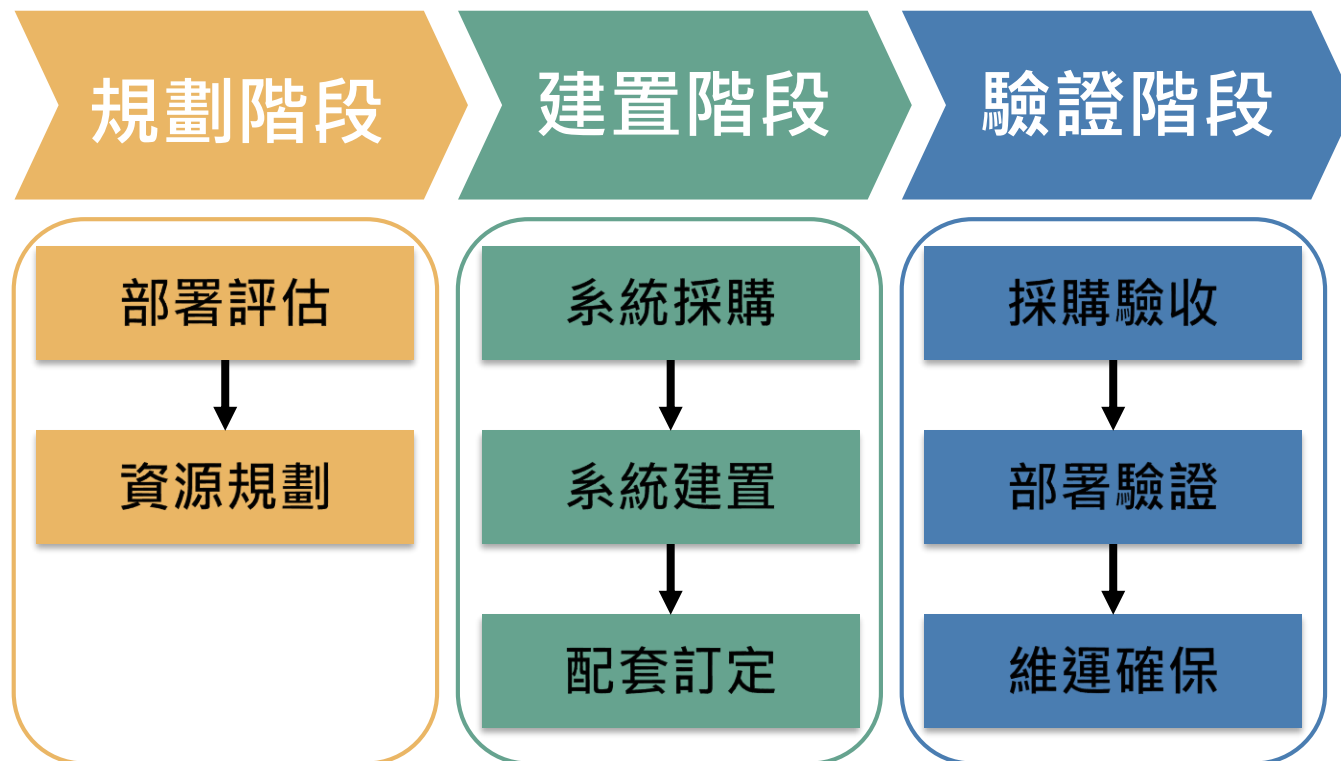 規劃階段
建置階段
驗證階段
部署評估
資源規劃
系統採購
系統建置
配套訂定
採購驗收
部署驗證
維運確保